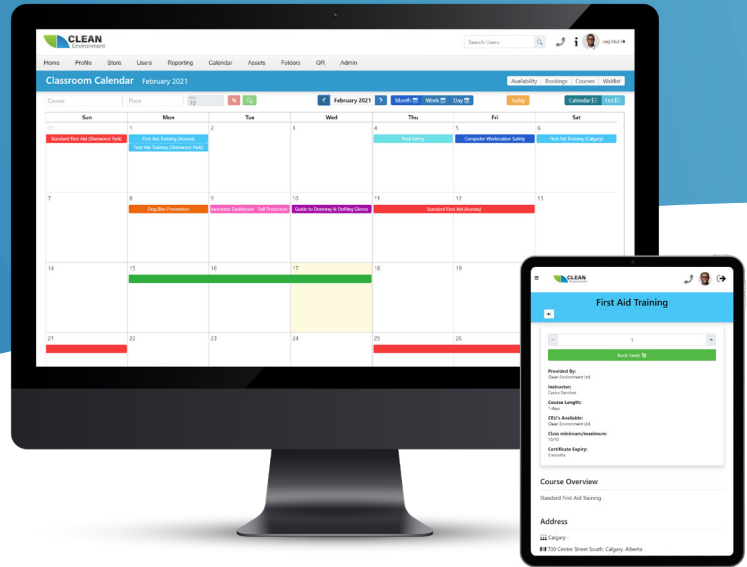 CLEAN
Environment
Search Users
Log Out
Home Profile Store Users Reporting Calendar Assets Folders QR Admin
Classroom Calendar February 2021
Availability Bookings Courses Waitlist
Course Place 70
February 2021 Month Week Day Today Calendar List
Sun Mon Tue Wed Thu Fri Sat
1 2 3 4 5 6
Standard First Aid (Sherwood Park) First Aid Training (Aurora) Pool Safety Computer Workstation Safety First Aid Training (Calgary)
First Aid Training (Sherwood Park)
7 8 9 10 11 12 13
Dog Bite Prevention Instructor Dashboard - Fall Protection Guide to Donning & Doffing Gloves Standard First Aid (Aurora)
14 15 16 17 18 19
21 22 23 24 25 26
CLEAN
Environment
First Aid Training
1
Book Seats
Provided By:
Clean Environment Ltd
Instructor:
Course Length:
1 days
CEU's Available:
Clean Environment Ltd
Class minimum/maximum:
10/10
Certificate Expiry:
0 months
Course Overview
Standard First Aid Training
Address
Calgary
700 Centre Street South, Calgary, Alberta